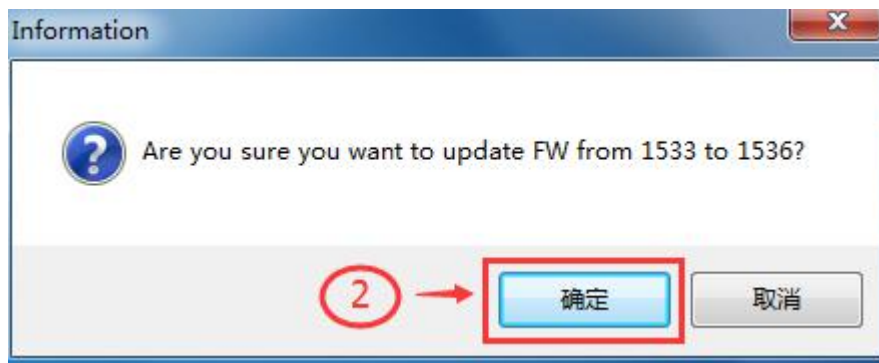 Information
Are you sure you want to update FW from 1533 to 1536?
2
确定
取消